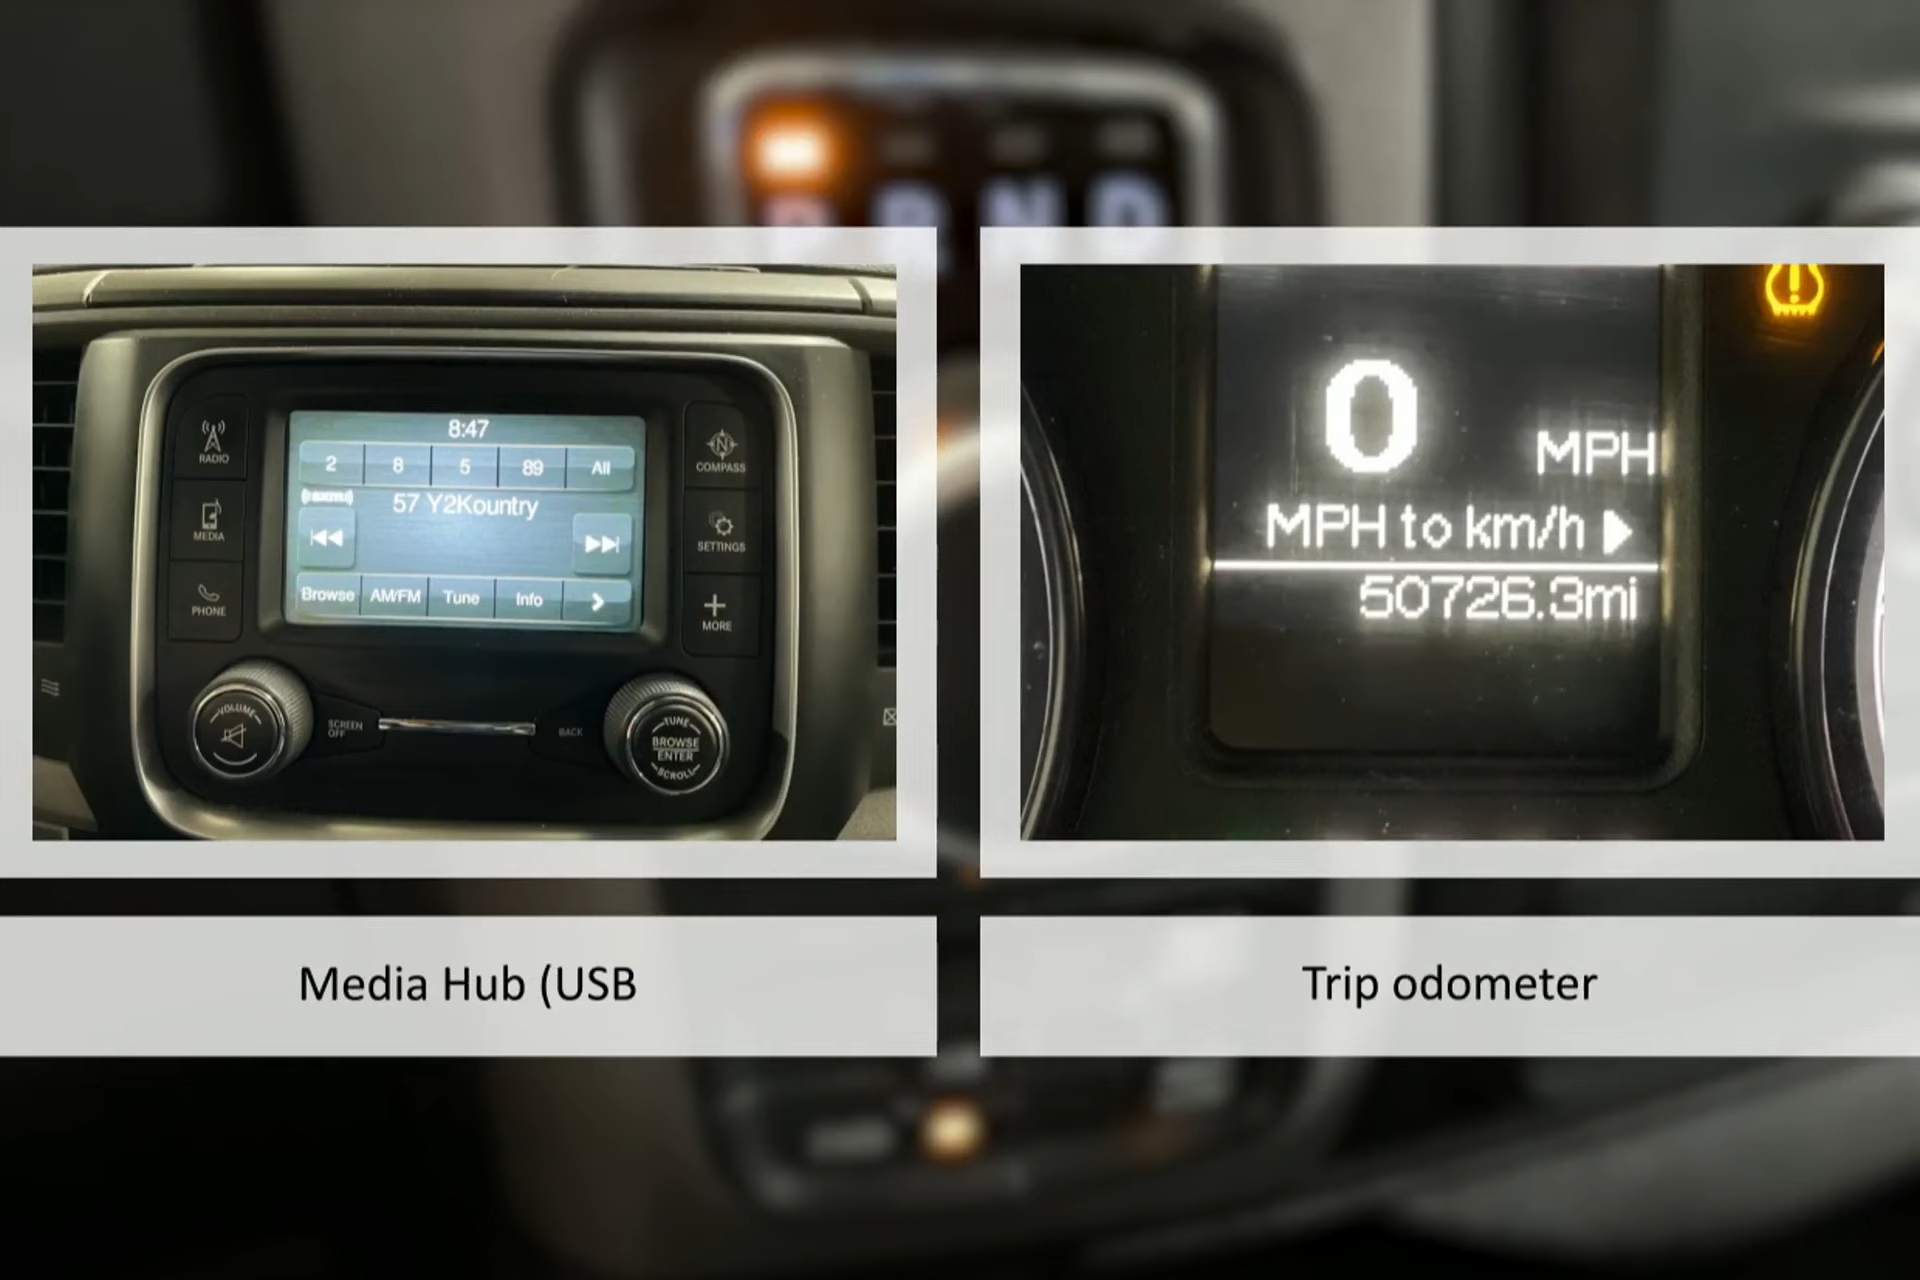 P R N D
8:47
2 8 5 89 All
((SXM))
57 Y2Kountry
Browse AM/FM Tune Info
RADIO
MEDIA
PHONE
COMPASS
SETTINGS
MORE
VOLUME
SCREEN
OFF
BACK
TUNE
BROWSE
ENTER
SCROLL
0 MPH
MPH to km/h
50726.3mi
Media Hub (USB
Trip odometer